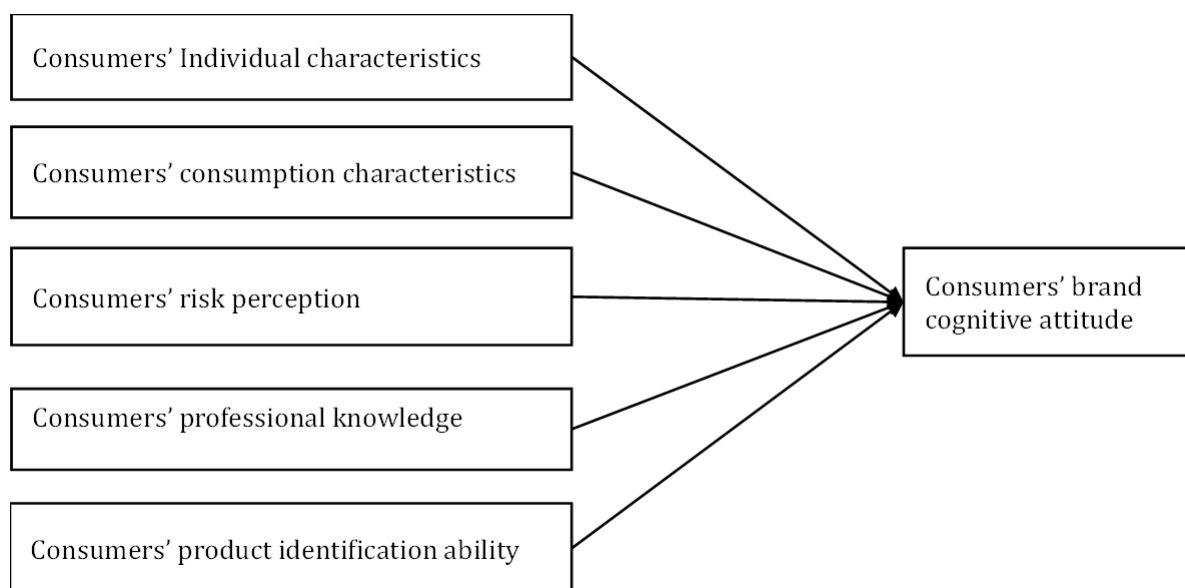 Consumers’ Individual characteristics
Consumers’ consumption characteristics
Consumers’ risk perception
Consumers’ professional knowledge
Consumers’ product identification ability
Consumers’ brand
cognitive attitude